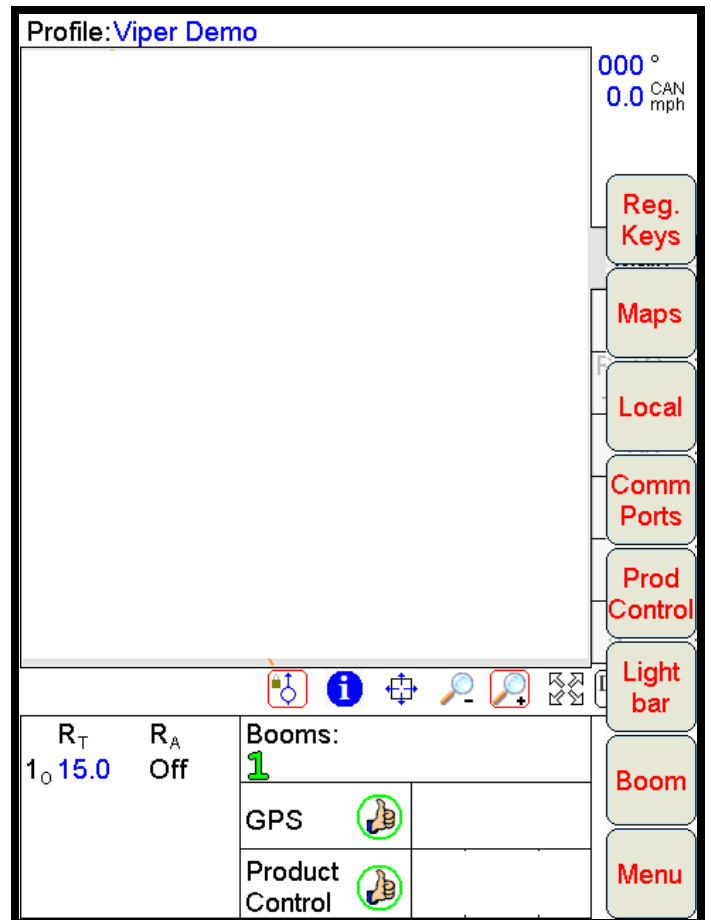 Profile:Viper Demo
000 °
0.0 CAN mph
Reg.
Keys
Maps
Local
Comm
Ports
Prod
Control
Light
bar
Boom
Menu
RT RA
1O 15.0 Off
Booms:
1
GPS
Product
Control